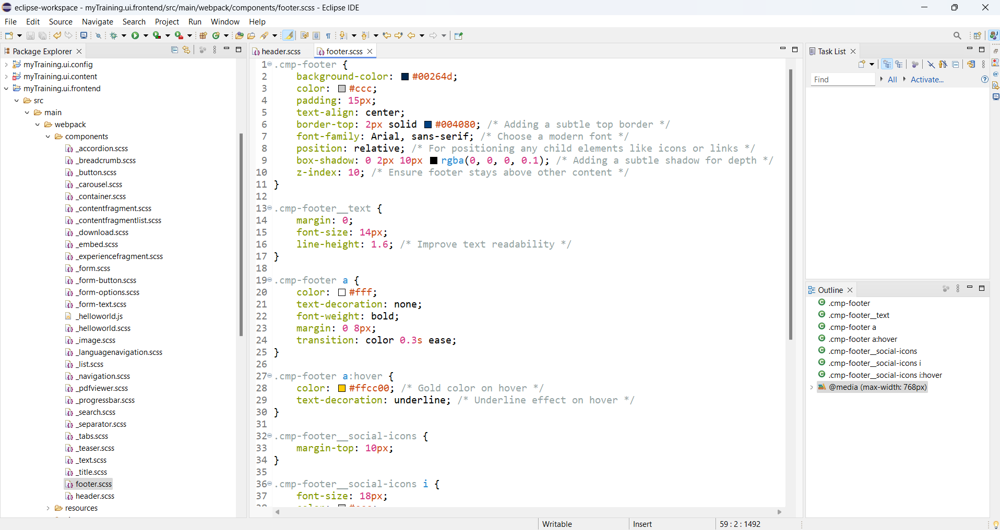 eclipse-workspace - myTraining.ui.frontend/src/main/webpack/components/footer.scss - Eclipse IDE
File Edit Source Navigate Search Project Run Window Help
Package Explorer
myTraining.ui.config
myTraining.ui.content
myTraining.ui.frontend
src
main
webpack
components
_accordion.scss
_breadcrumb.scss
_button.scss
_carousel.scss
_container.scss
_contentfragment.scss
_contentfragmentlist.scss
_download.scss
_embed.scss
_experiencefragment.scss
_form.scss
_form-button.scss
_form-options.scss
_form-text.scss
_helloworld.js
_helloworld.scss
_image.scss
_languagenavigation.scss
_list.scss
_navigation.scss
_pdfviewer.scss
_progressbar.scss
_search.scss
_separator.scss
_tabs.scss
_teaser.scss
_text.scss
_title.scss
footer.scss
header.scss
resources
header.scss footer.scss
1 .cmp-footer {
2 background-color: #00264d;
3 color: #ccc;
4 padding: 15px;
5 text-align: center;
6 border-top: 2px solid #004080; /* Adding a subtle top border */
7 font-family: Arial, sans-serif; /* Choose a modern font */
8 position: relative; /* For positioning any child elements like icons or links */
9 box-shadow: 0 2px 10px rgba(0, 0, 0, 0.1); /* Adding a subtle shadow for depth */
10 z-index: 10; /* Ensure footer stays above other content */
11 }
12
13 .cmp-footer__text {
14 margin: 0;
15 font-size: 14px;
16 line-height: 1.6; /* Improve text readability */
17 }
18
19 .cmp-footer a {
20 color: #fff;
21 text-decoration: none;
22 font-weight: bold;
23 margin: 0 8px;
24 transition: color 0.3s ease;
25 }
26
27 .cmp-footer a:hover {
28 color: #ffcc00; /* Gold color on hover */
29 text-decoration: underline; /* Underline effect on hover */
30 }
31
32 .cmp-footer__social-icons {
33 margin-top: 10px;
34 }
35
36 .cmp-footer__social-icons i {
37 font-size: 18px;
Task List
Find All Activate...
Outline
.cmp-footer
.cmp-footer__text
.cmp-footer a
.cmp-footer a:hover
.cmp-footer__social-icons
.cmp-footer__social-icons i
.cmp-footer__social-icons i:hover
@media (max-width: 768px)
Writable Insert 59 : 2 : 1492